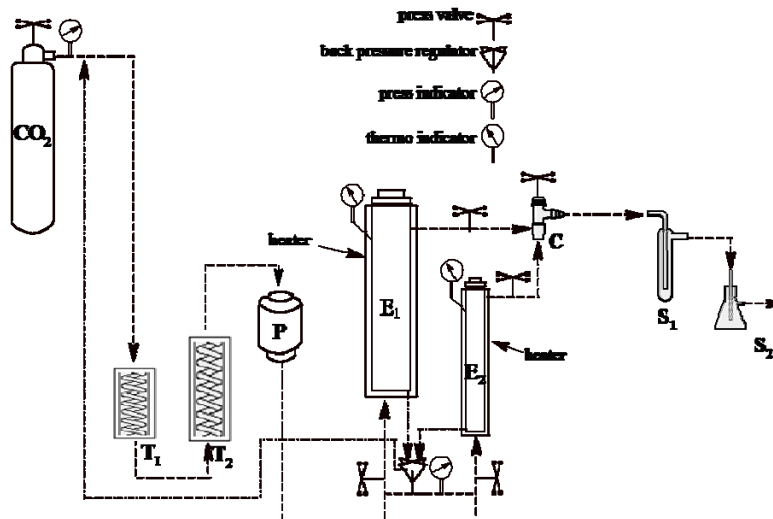 press valve
back pressure regulator
press indicator
thermo indicator
CO2
heater
E1
C
P
E2
heater
S1
S2
T1
T2